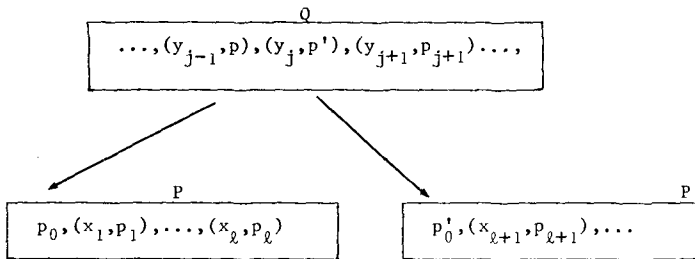 Q
...,(y_{j-1},p),(y_j,p'),(y_{j+1},p_{j+1})...,
P P
p_0,(x_1,p_1),...,(x_ℓ,p_ℓ) p'_0,(x_{ℓ+1},p_{ℓ+1}),...